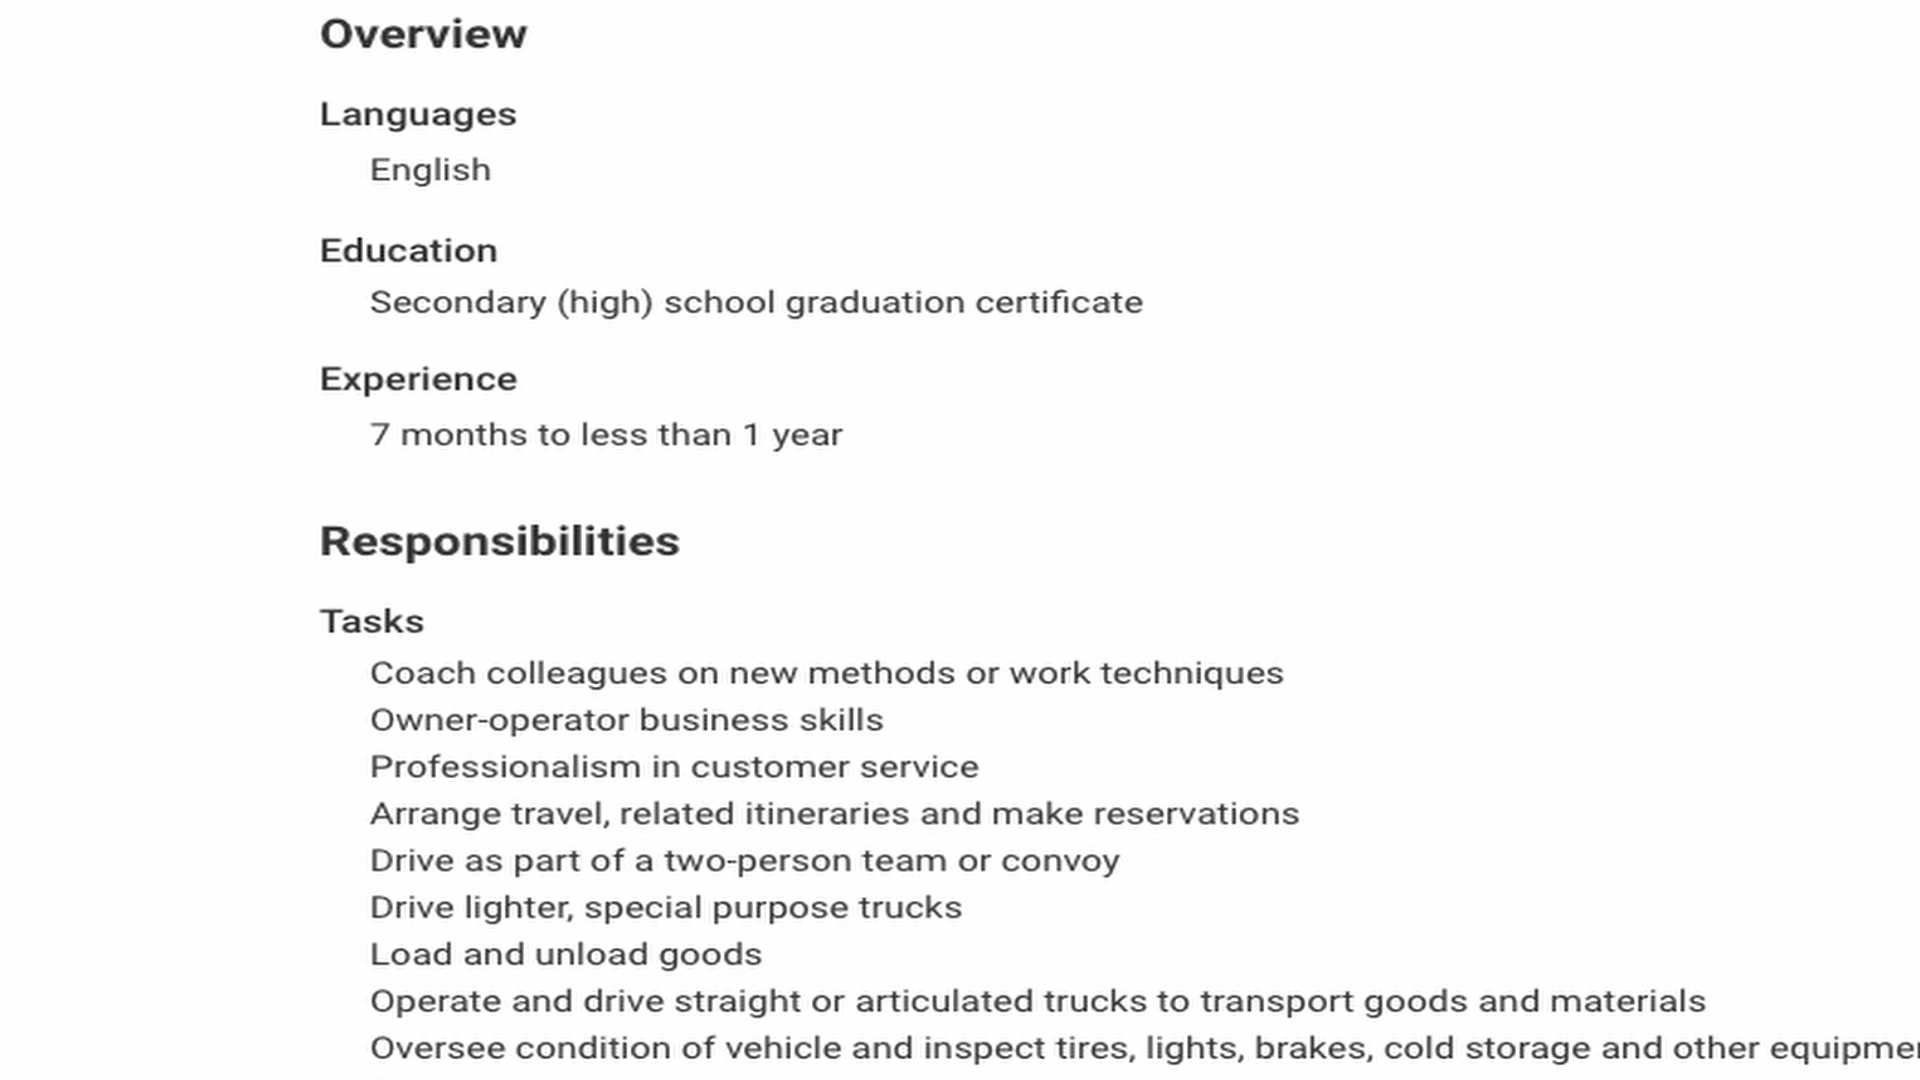 Overview
Languages
English
Education
Secondary (high) school graduation certificate
Experience
7 months to less than 1 year
Responsibilities
Tasks
Coach colleagues on new methods or work techniques
Owner-operator business skills
Professionalism in customer service
Arrange travel, related itineraries and make reservations
Drive as part of a two-person team or convoy
Drive lighter, special purpose trucks
Load and unload goods
Operate and drive straight or articulated trucks to transport goods and materials
Oversee condition of vehicle and inspect tires, lights, brakes, cold storage and other